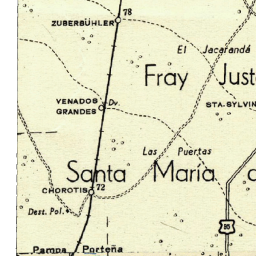 78
ZUBERBÜHLER
El Jacarandá
Fray Just
VENADOS
GRANDES
Dv.
STA. SYLVIN
Las Puertas
Santa María d
CHOROTIS
72
Dest. Pol.
95
Pampa Porteña